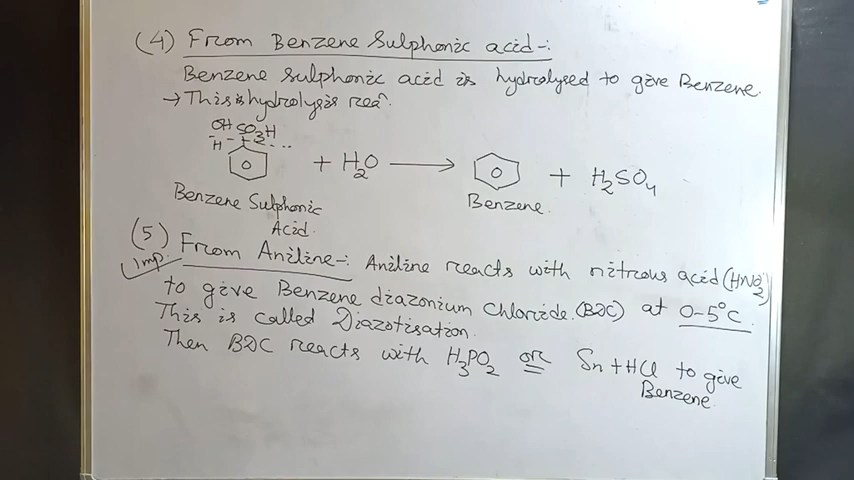 (4) From Benzene Sulphonic acid-:
Benzene Sulphonic acid is hydrolysed to give Benzene.
→ This is hydrolysis rea^n.
OH SO3H
H
+ H2O → + H2SO4
Benzene Sulphonic Acid.
Benzene.
(5) From Aniline-: Aniline reacts with nitrous acid (HNO2)
imp.
to give Benzene diazonium Chloride.(BDC) at 0-5°C.
This is called Diazotisation.
Then BDC reacts with H3PO2 or Sn+HCl to give
Benzene.